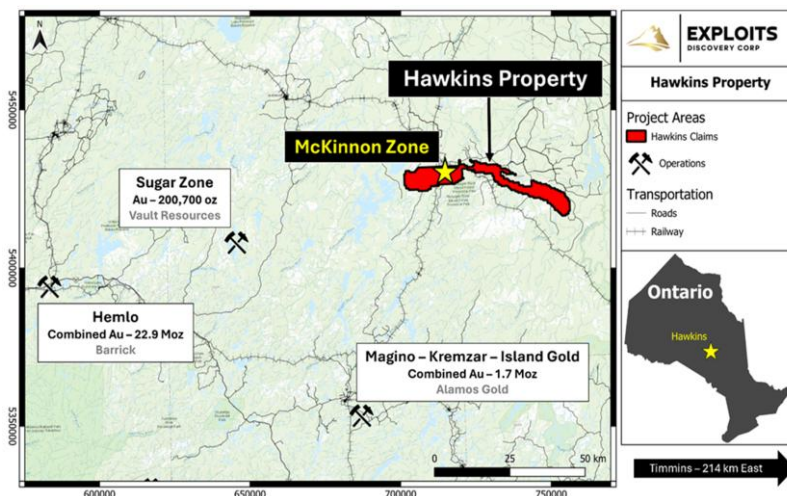 N
5450000
5400000
5350000
Hawkins Property
McKinnon Zone
Sugar Zone
Au – 200,700 oz
Vault Resources
Hemlo
Combined Au – 22.9 Moz
Barrick
Magino – Kremzar – Island Gold
Combined Au – 1.7 Moz
Alamos Gold
0 25 50 km
600000 650000 700000 750000
EXPLOITS
DISCOVERY CORP
Hawkins Property
Project Areas
Hawkins Claims
Operations
Transportation
Roads
Railway
Ontario
Hawkins
Timmins – 214 km East